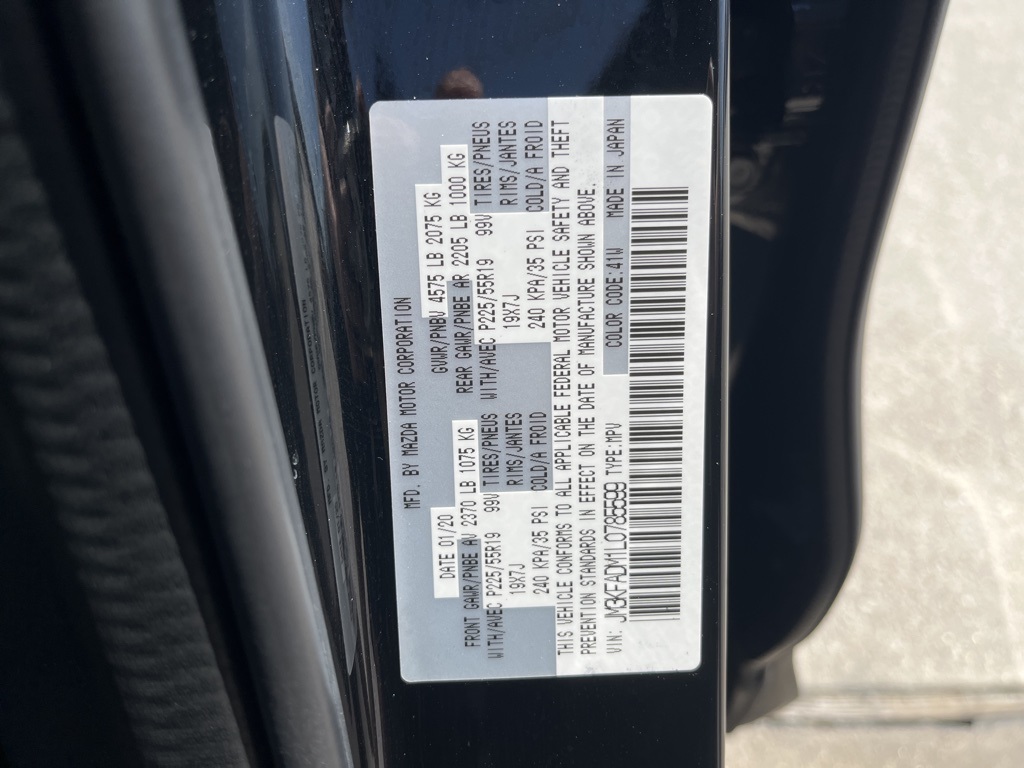 MFD. BY MAZDA MOTOR CORPORATION
DATE 01/20 GVWR/PNBV 4575 LB 2075 KG
FRONT GAWR/PNBE AV 2370 LB 1075 KG REAR GAWR/PNBE AR 2205 LB 1000 KG
WITH/AVEC P225/55R19 99V TIRES/PNEUS WITH/AVEC P225/55R19 99V TIRES/PNEUS
19X7J RIMS/JANTES 19X7J RIMS/JANTES
240 KPA/35 PSI COLD/A FROID 240 KPA/35 PSI COLD/A FROID
THIS VEHICLE CONFORMS TO ALL APPLICABLE FEDERAL MOTOR VEHICLE SAFETY AND THEFT
PREVENTION STANDARDS IN EFFECT ON THE DATE OF MANUFACTURE SHOWN ABOVE.
VIN: JM3KFADM1L0785599 TYPE:MPV COLOR CODE:41W MADE IN JAPAN